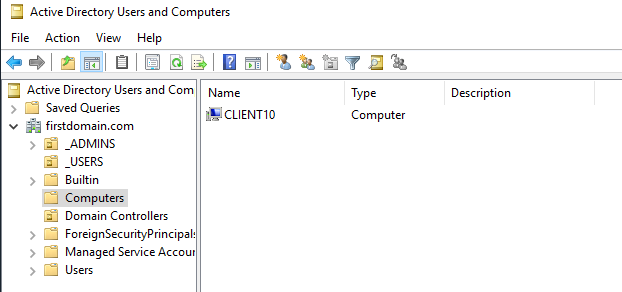 Active Directory Users and Computers
File Action View Help
Active Directory Users and Com
Saved Queries
firstdomain.com
_ADMINS
_USERS
Builtin
Computers
Domain Controllers
ForeignSecurityPrincipals
Managed Service Accour
Users
Name Type Description
CLIENT10 Computer